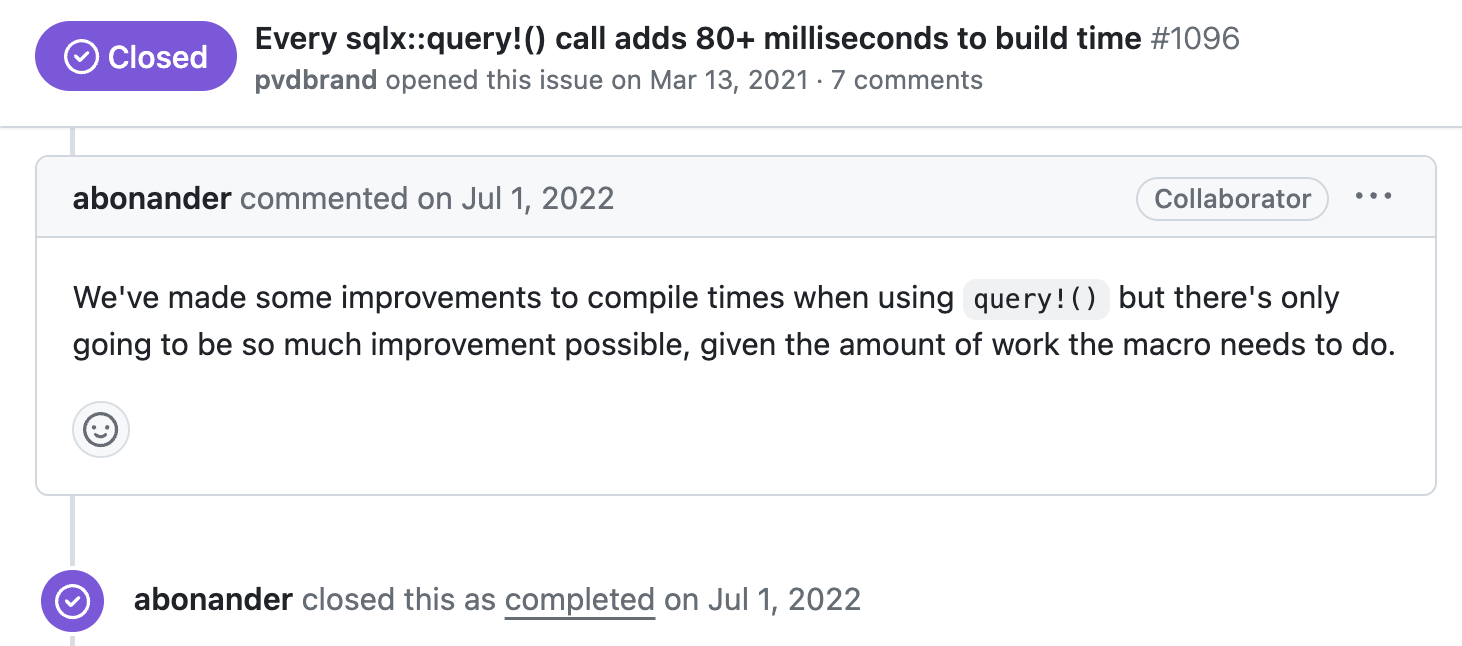 Closed
Every sqlx::query!() call adds 80+ milliseconds to build time #1096
pvdbrand opened this issue on Mar 13, 2021 · 7 comments
abonander commented on Jul 1, 2022
Collaborator
We've made some improvements to compile times when using query!() but there's only
going to be so much improvement possible, given the amount of work the macro needs to do.
abonander closed this as completed on Jul 1, 2022